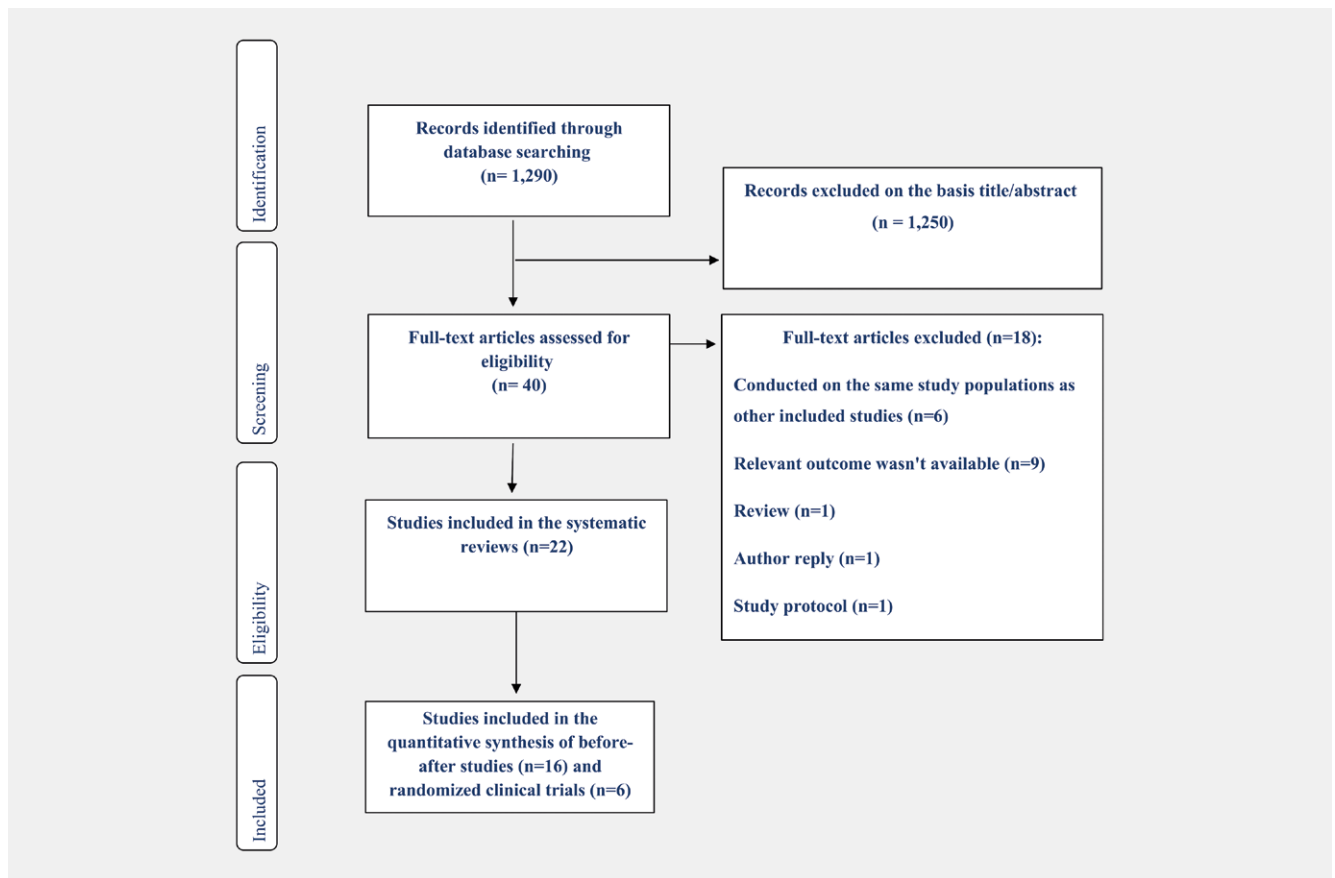 Identification
Records identified through
database searching
(n= 1,290)
Records excluded on the basis title/abstract
(n = 1,250)
Screening
Full-text articles assessed for
eligibility
(n= 40)
Full-text articles excluded (n=18):
Conducted on the same study populations as
other included studies (n=6)
Relevant outcome wasn't available (n=9)
Review (n=1)
Author reply (n=1)
Study protocol (n=1)
Eligibility
Studies included in the systematic
reviews (n=22)
Included
Studies included in the
quantitative synthesis of before-
after studies (n=16) and
randomized clinical trials (n=6)